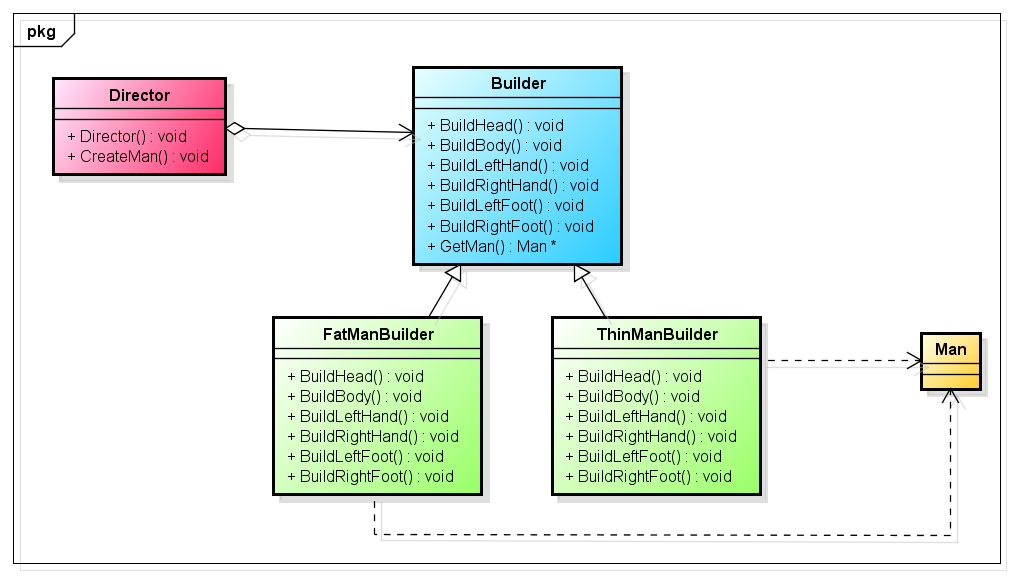 pkg
Director
+ Director() : void
+ CreateMan() : void
Builder
+ BuildHead() : void
+ BuildBody() : void
+ BuildLeftHand() : void
+ BuildRightHand() : void
+ BuildLeftFoot() : void
+ BuildRightFoot() : void
+ GetMan() : Man *
FatManBuilder
+ BuildHead() : void
+ BuildBody() : void
+ BuildLeftHand() : void
+ BuildRightHand() : void
+ BuildLeftFoot() : void
+ BuildRightFoot() : void
ThinManBuilder
+ BuildHead() : void
+ BuildBody() : void
+ BuildLeftHand() : void
+ BuildRightHand() : void
+ BuildLeftFoot() : void
+ BuildRightFoot() : void
Man